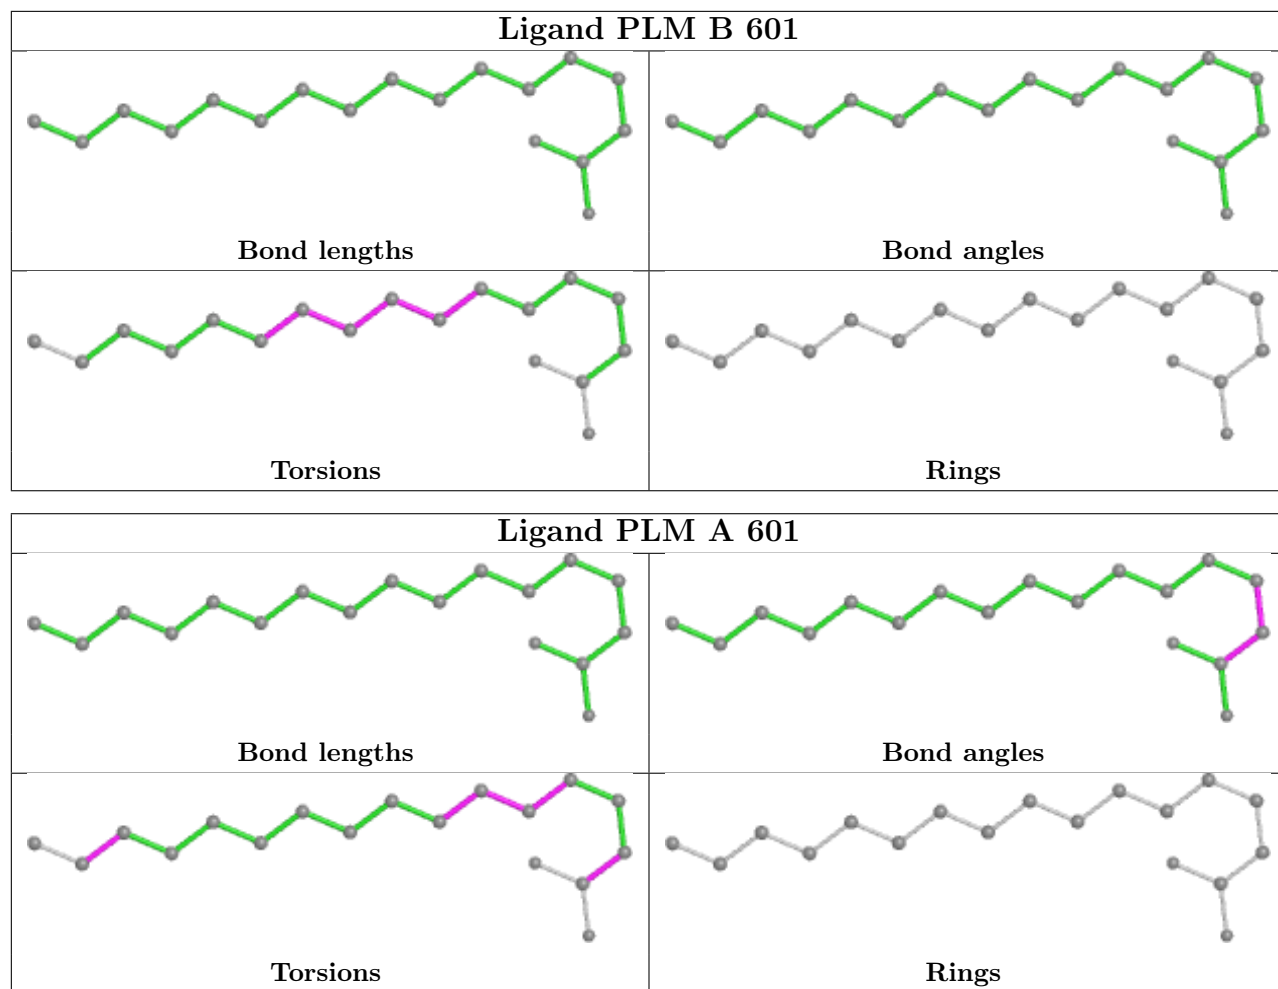 Ligand PLM B 601
Bond lengths
Bond angles
Torsions
Rings
Ligand PLM A 601
Bond lengths
Bond angles
Torsions
Rings